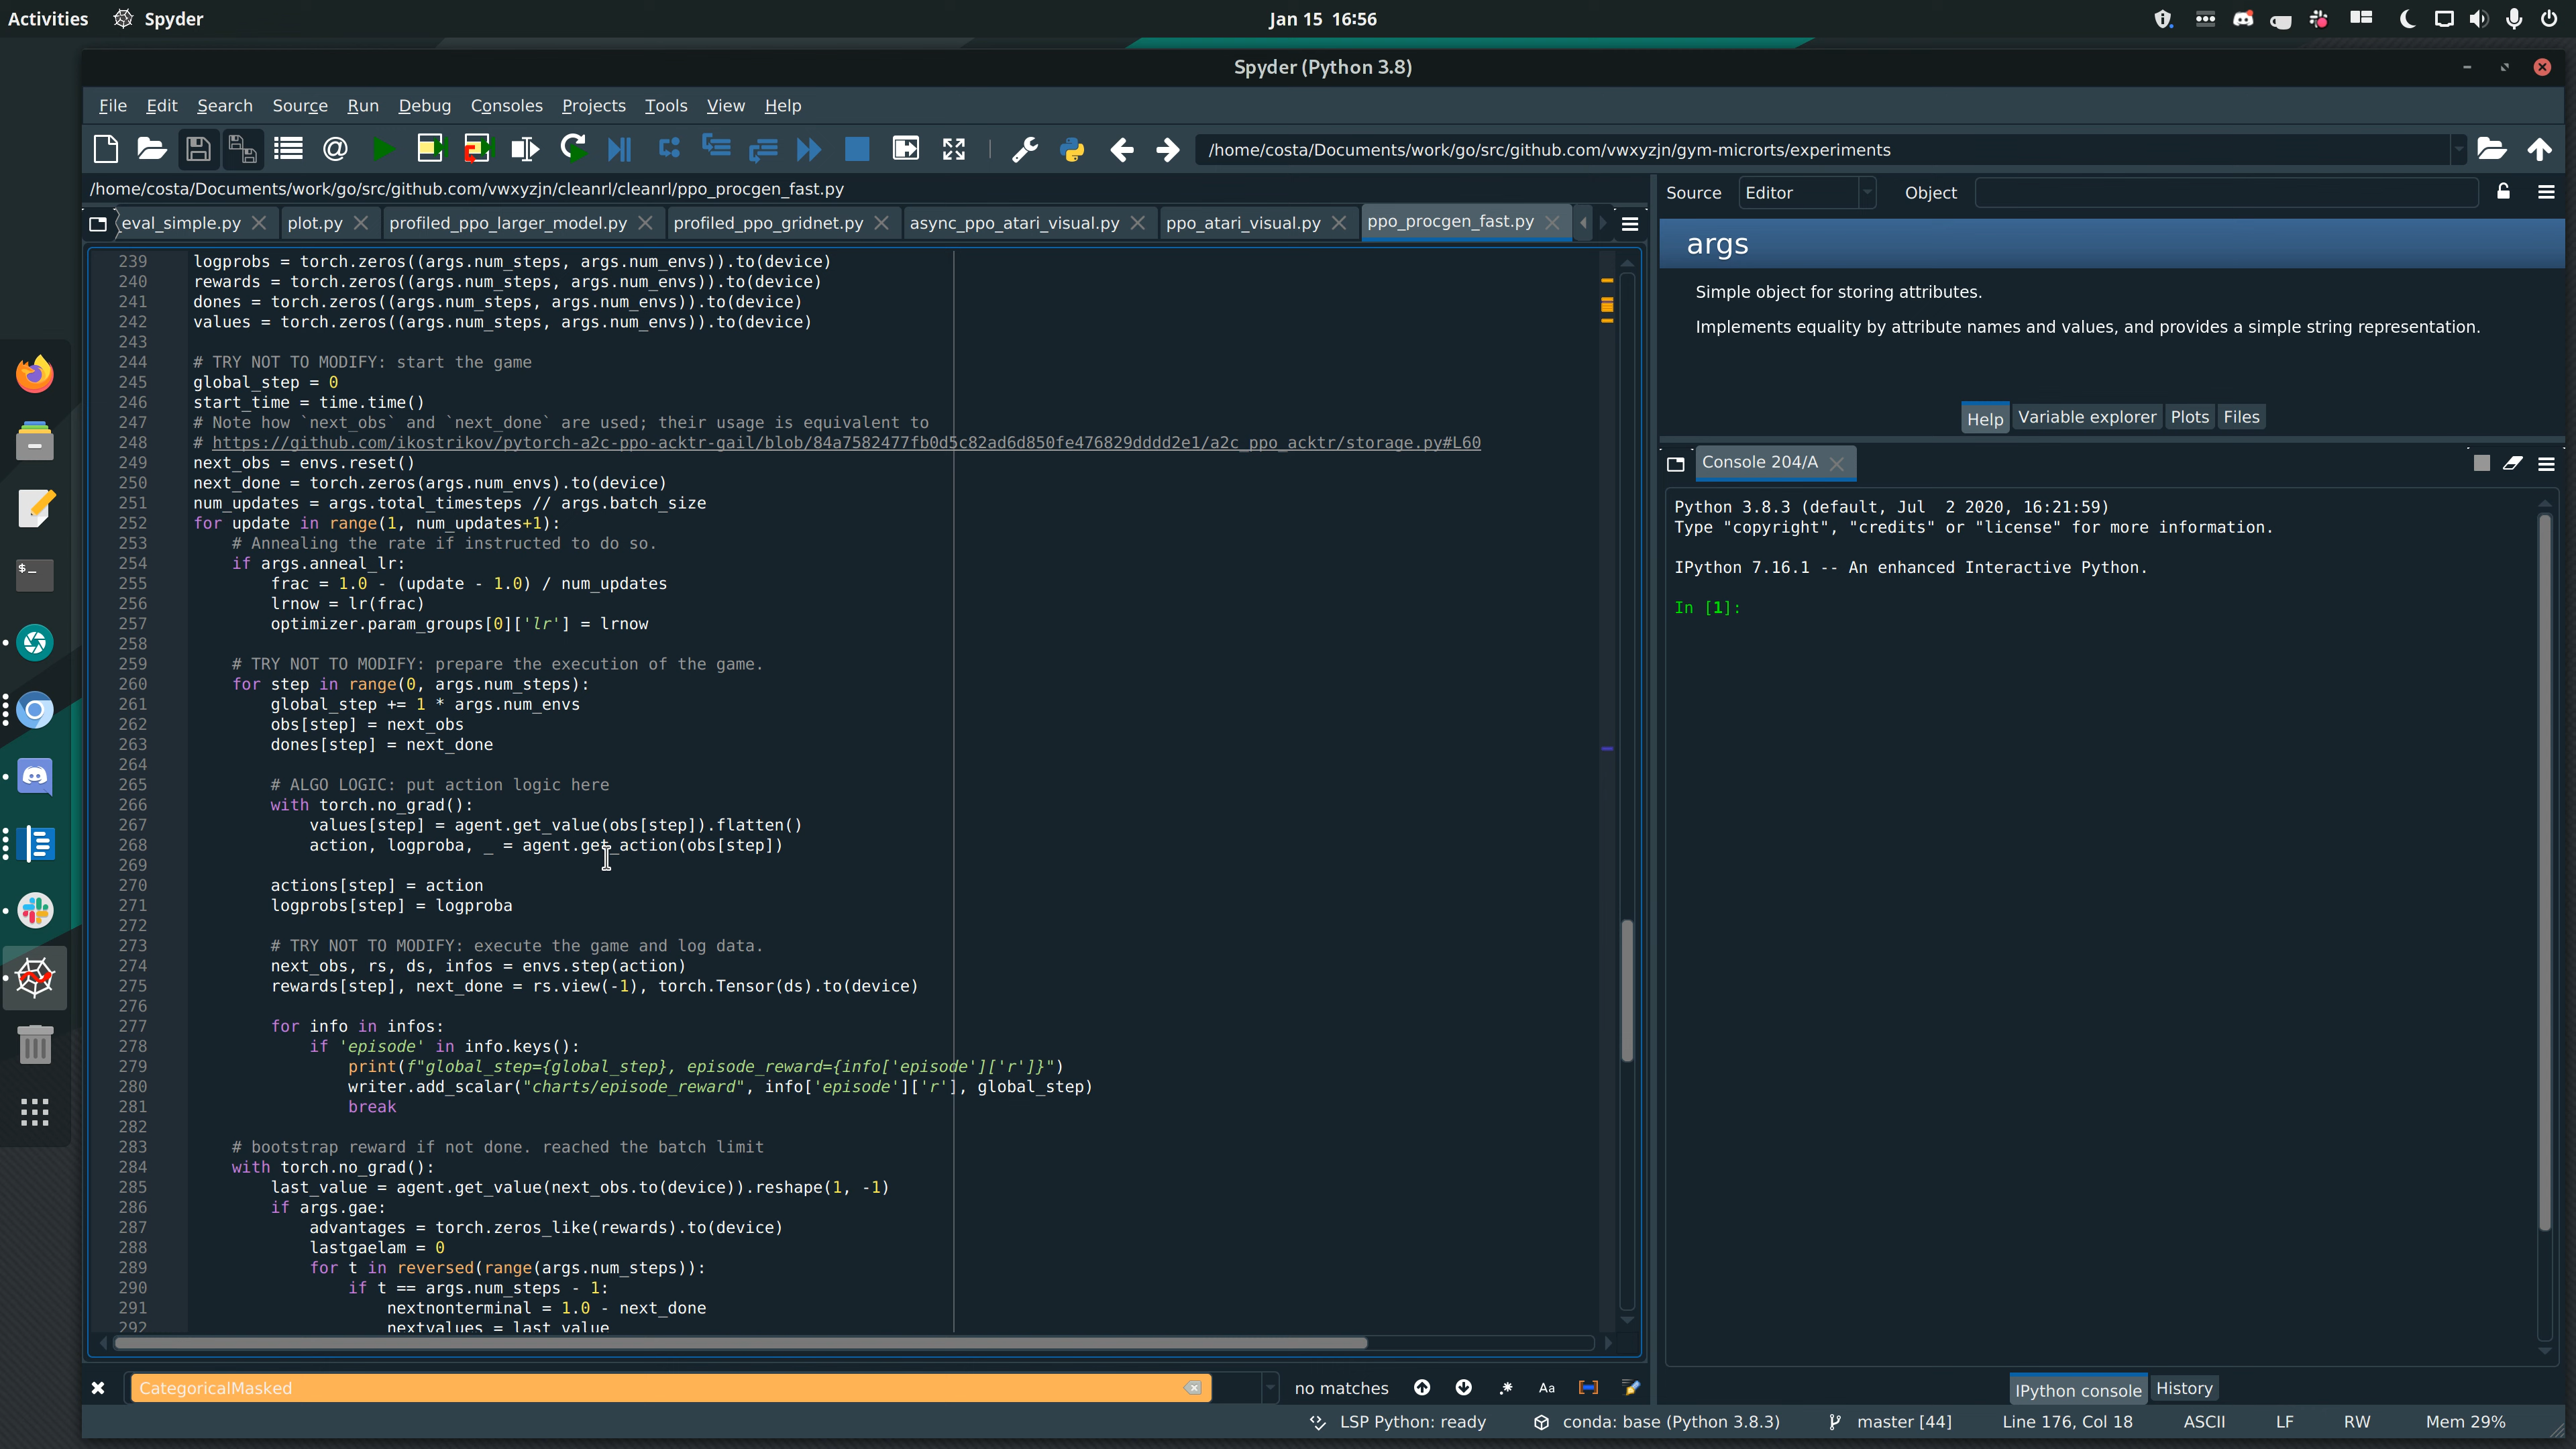 Activities Spyder Jan 15 16:56
Spyder (Python 3.8)
File Edit Search Source Run Debug Consoles Projects Tools View Help
/home/costa/Documents/work/go/src/github.com/vwxyzjn/gym-microrts/experiments
/home/costa/Documents/work/go/src/github.com/vwxyzjn/cleanrl/cleanrl/ppo_procgen_fast.py
eval_simple.py plot.py profiled_ppo_larger_model.py profiled_ppo_gridnet.py async_ppo_atari_visual.py ppo_atari_visual.py ppo_procgen_fast.py
239 logprobs = torch.zeros((args.num_steps, args.num_envs)).to(device)
240 rewards = torch.zeros((args.num_steps, args.num_envs)).to(device)
241 dones = torch.zeros((args.num_steps, args.num_envs)).to(device)
242 values = torch.zeros((args.num_steps, args.num_envs)).to(device)
243
244 # TRY NOT TO MODIFY: start the game
245 global_step = 0
246 start_time = time.time()
247 # Note how `next_obs` and `next_done` are used; their usage is equivalent to
248 # https://github.com/ikostrikov/pytorch-a2c-ppo-acktr-gail/blob/84a7582477fb0d5c82ad6d850fe476829dddd2e1/a2c_ppo_acktr/storage.py#L60
249 next_obs = envs.reset()
250 next_done = torch.zeros(args.num_envs).to(device)
251 num_updates = args.total_timesteps // args.batch_size
252 for update in range(1, num_updates+1):
253     # Annealing the rate if instructed to do so.
254     if args.anneal_lr:
255         frac = 1.0 - (update - 1.0) / num_updates
256         lrnow = lr(frac)
257         optimizer.param_groups[0]['lr'] = lrnow
258
259     # TRY NOT TO MODIFY: prepare the execution of the game.
260     for step in range(0, args.num_steps):
261         global_step += 1 * args.num_envs
262         obs[step] = next_obs
263         dones[step] = next_done
264
265         # ALGO LOGIC: put action logic here
266         with torch.no_grad():
267             values[step] = agent.get_value(obs[step]).flatten()
268             action, logproba, _ = agent.get_action(obs[step])
269
270         actions[step] = action
271         logprobs[step] = logproba
272
273         # TRY NOT TO MODIFY: execute the game and log data.
274         next_obs, rs, ds, infos = envs.step(action)
275         rewards[step], next_done = rs.view(-1), torch.Tensor(ds).to(device)
276
277         for info in infos:
278             if 'episode' in info.keys():
279                 print(f"global_step={global_step}, episode_reward={info['episode']['r']}")
280                 writer.add_scalar("charts/episode_reward", info['episode']['r'], global_step)
281                 break
282
283     # bootstrap reward if not done. reached the batch limit
284     with torch.no_grad():
285         last_value = agent.get_value(next_obs.to(device)).reshape(1, -1)
286         if args.gae:
287             advantages = torch.zeros_like(rewards).to(device)
288             lastgaelam = 0
289             for t in reversed(range(args.num_steps)):
290                 if t == args.num_steps - 1:
291                     nextnonterminal = 1.0 - next_done
292                     nextvalues = last_value
CategoricalMasked no matches .* Aa
Source Editor Object
args
Simple object for storing attributes.
Implements equality by attribute names and values, and provides a simple string representation.
Help Variable explorer Plots Files
Console 204/A
Python 3.8.3 (default, Jul  2 2020, 16:21:59)
Type "copyright", "credits" or "license" for more information.
IPython 7.16.1 -- An enhanced Interactive Python.
In [1]:
IPython console History
LSP Python: ready conda: base (Python 3.8.3) master [44] Line 176, Col 18 ASCII LF RW Mem 29%